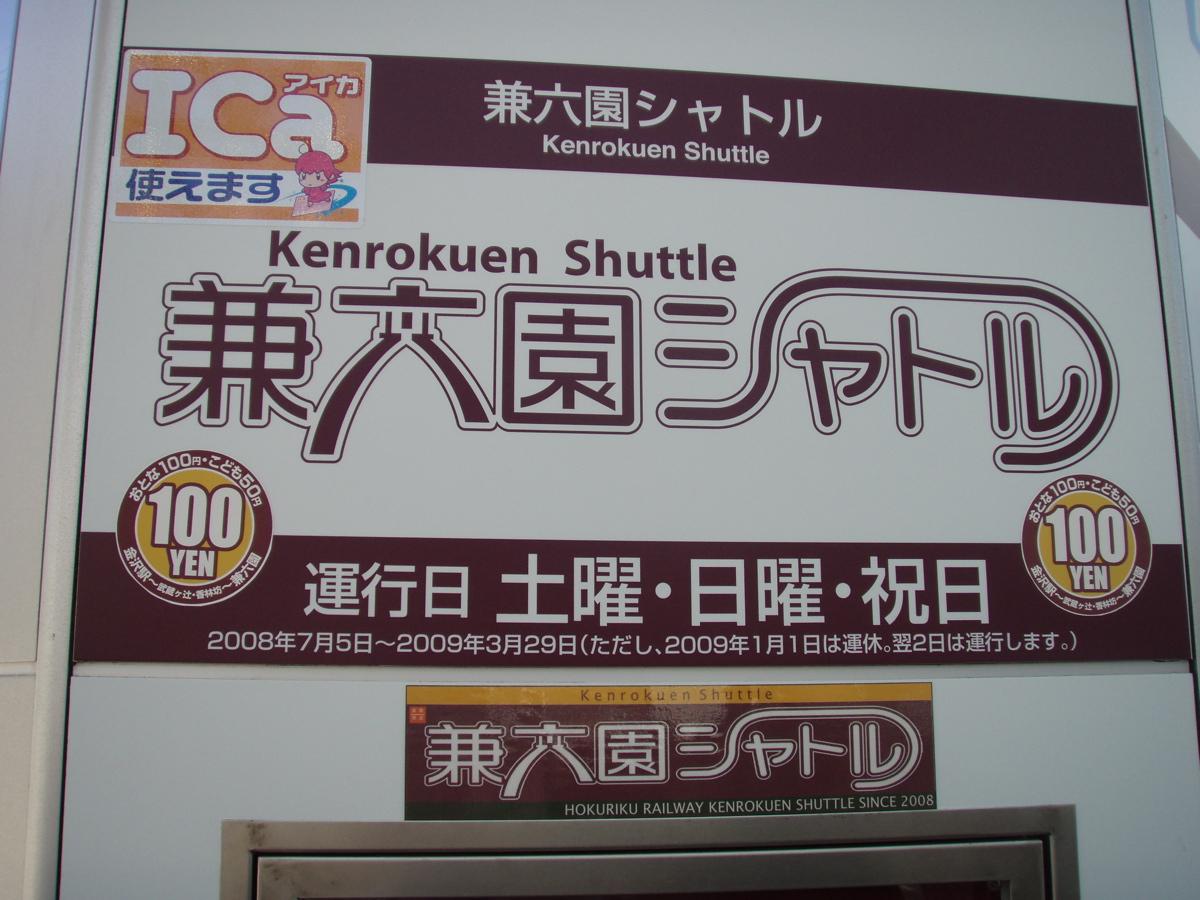 ICa アイカ
使えます
兼六園シャトル
Kenrokuen Shuttle
Kenrokuen Shuttle
兼六園シャトル
おとな100円・こども50円
100
YEN
金沢駅〜武蔵ヶ辻・香林坊〜兼六園
おとな100円・こども50円
100
YEN
金沢駅〜武蔵ヶ辻・香林坊〜兼六園
運行日 土曜・日曜・祝日
2008年7月5日〜2009年3月29日(ただし、2009年1月1日は運休。翌2日は運行します。)
Kenrokuen Shuttle
兼六園シャトル
HOKURIKU RAILWAY KENROKUEN SHUTTLE SINCE 2008